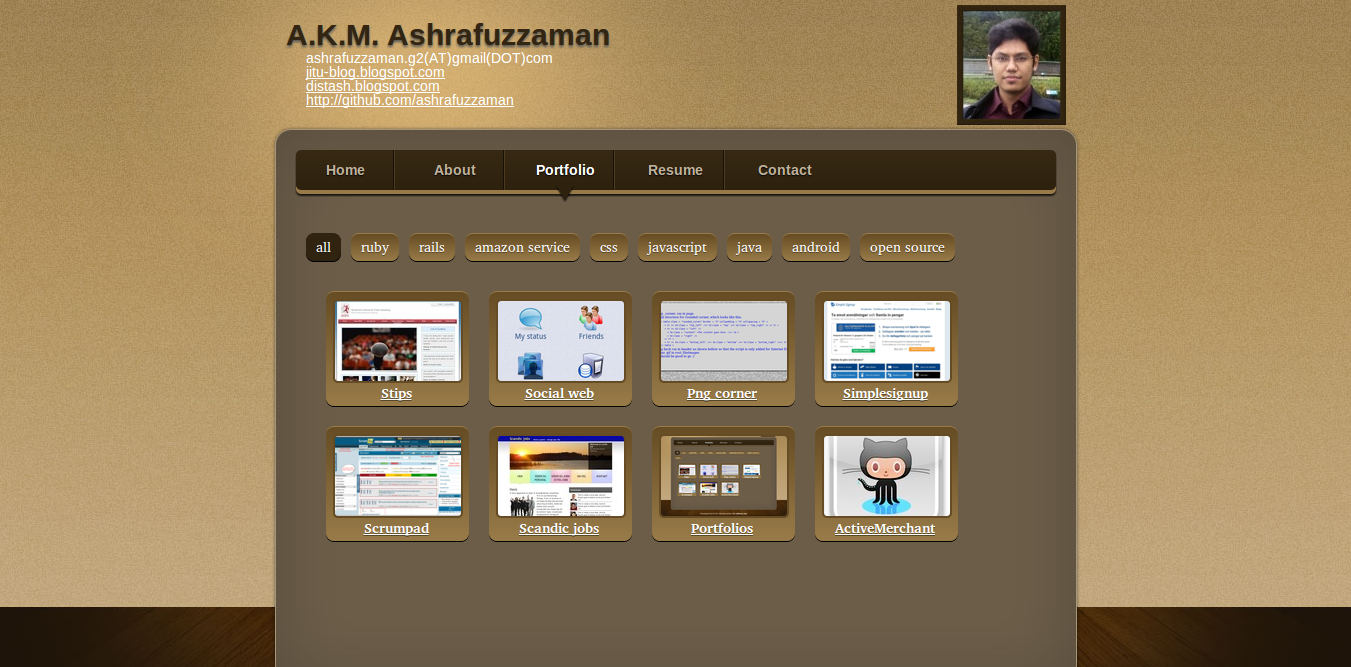 A.K.M. Ashrafuzzaman
ashrafuzzaman.g2(AT)gmail(DOT)com
jitu-blog.blogspot.com
distash.blogspot.com
http://github.com/ashrafuzzaman
Home About Portfolio Resume Contact
all ruby rails amazon service css javascript java android open source
My status Friends
Stips Social web Png corner Simplesignup
Scandic jobs
Scrumpad Scandic jobs Portfolios ActiveMerchant